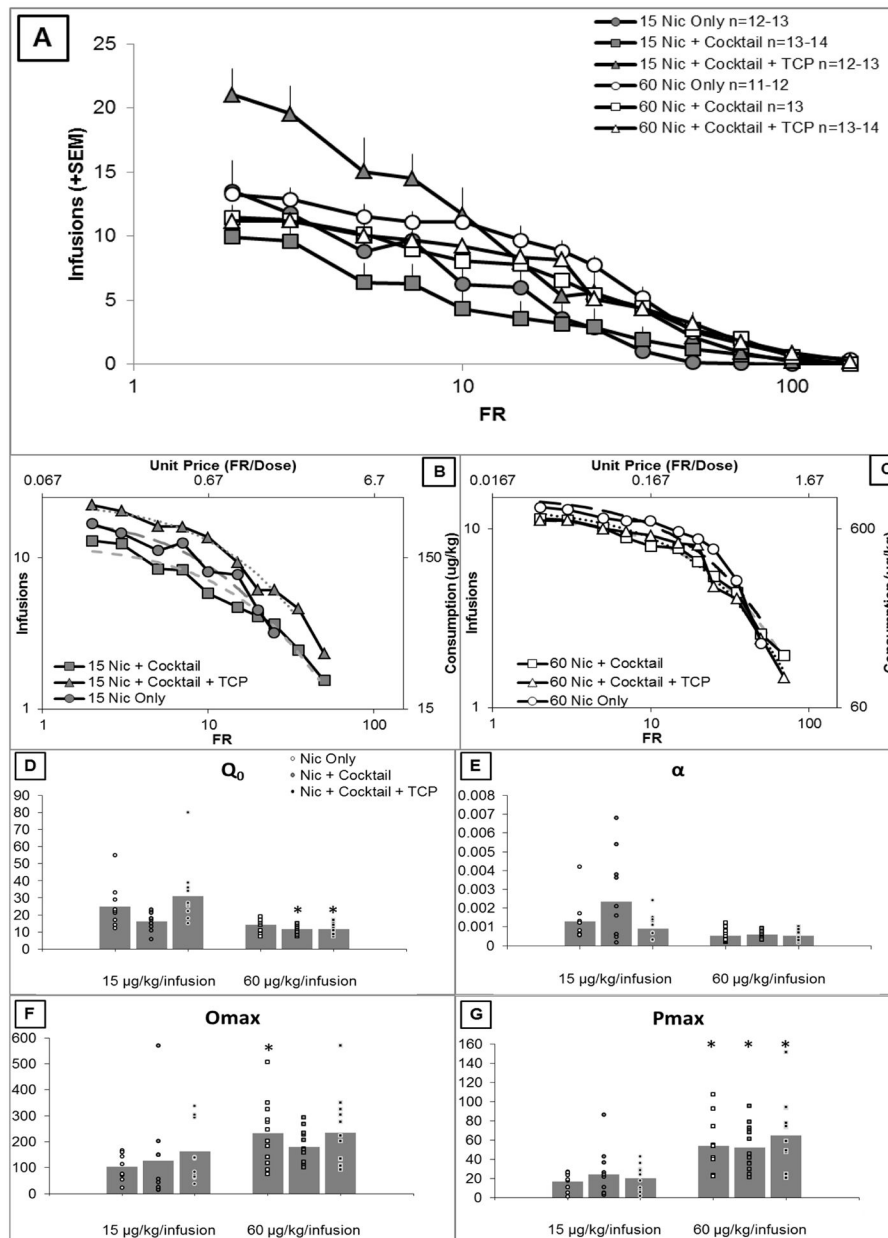 A
Infusions (+SEM)
25
20
15
10
5
0
1
10
100
FR
15 Nic Only n=12-13
15 Nic + Cocktail n=13-14
15 Nic + Cocktail + TCP n=12-13
60 Nic Only n=11-12
60 Nic + Cocktail n=13
60 Nic + Cocktail + TCP n=13-14
B
Unit Price (FR/Dose)
0.067
0.67
6.7
Infusions
10
1
Consumption (ug/kg)
150
15
15 Nic + Cocktail
15 Nic + Cocktail + TCP
15 Nic Only
1
10
100
FR
Unit Price (FR/Dose)
0.0167
0.167
1.67
Infusions
10
1
Consumption (ug/kg)
600
60
60 Nic + Cocktail
60 Nic + Cocktail + TCP
60 Nic Only
1
10
100
FR
D
Q₀
Nic Only
Nic + Cocktail
Nic + Cocktail + TCP
90
80
70
60
50
40
30
20
10
0
* *
15 µg/kg/infusion 60 µg/kg/infusion
E
α
0.008
0.007
0.006
0.005
0.004
0.003
0.002
0.001
0
15 µg/kg/infusion 60 µg/kg/infusion
F
Omax
600
500
400
300
200
100
0
*
15 µg/kg/infusion 60 µg/kg/infusion
G
Pmax
160
140
120
100
80
60
40
20
0
* * *
15 µg/kg/infusion 60 µg/kg/infusion